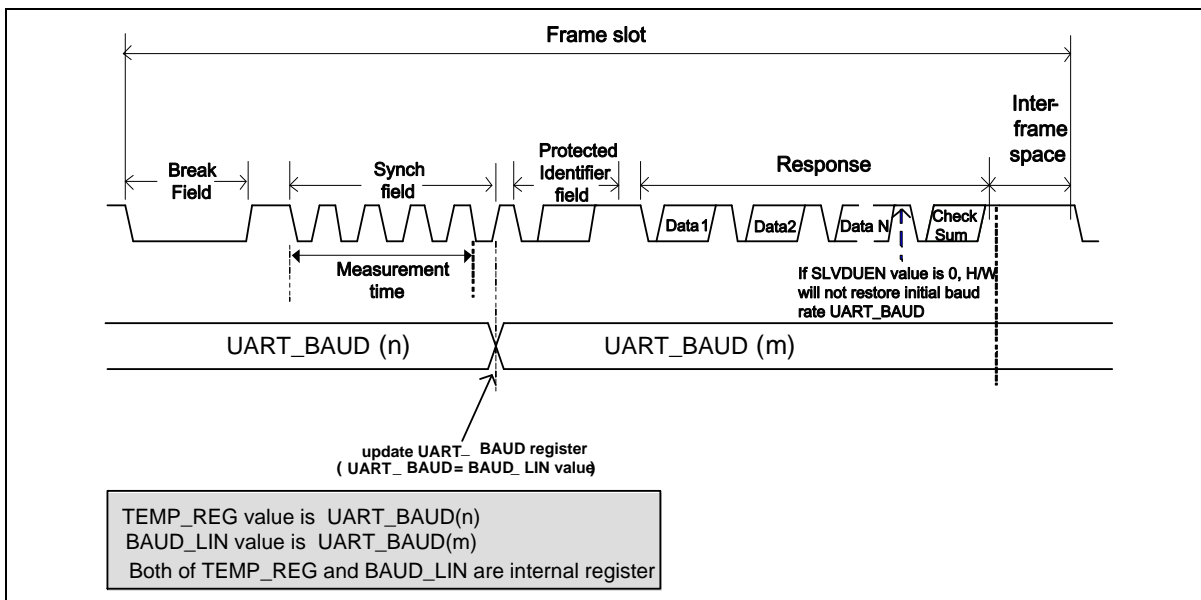 Frame slot
Inter-
frame
space
Break
Field
Synch
field
Protected
Identifier
field
Response
Data1
Data2
Data N
Check
Sum
Measurement
time
If SLVDUEN value is 0, H/W
will not restore initial baud
rate UART_BAUD
UART_BAUD (n)
UART_BAUD (m)
update UART_ BAUD register
( UART_ BAUD= BAUD_ LIN value)
TEMP_REG value is UART_BAUD(n)
BAUD_LIN value is UART_BAUD(m)
Both of TEMP_REG and BAUD_LIN are internal register